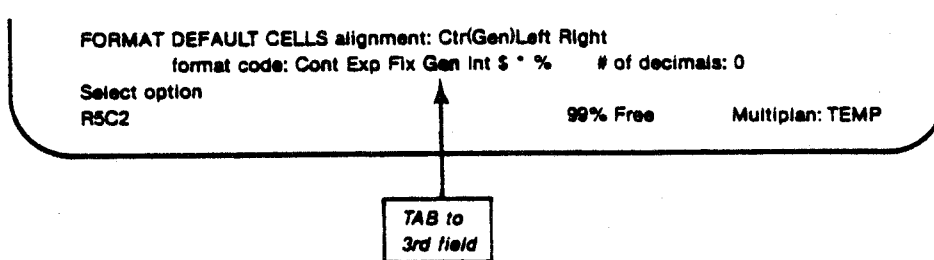 FORMAT DEFAULT CELLS alignment: Ctr(Gen)Left Right
format code: Cont Exp Fix Gen Int $ * % # of decimals: 0
Select option
R5C2 99% Free Multiplan: TEMP
TAB to
3rd field